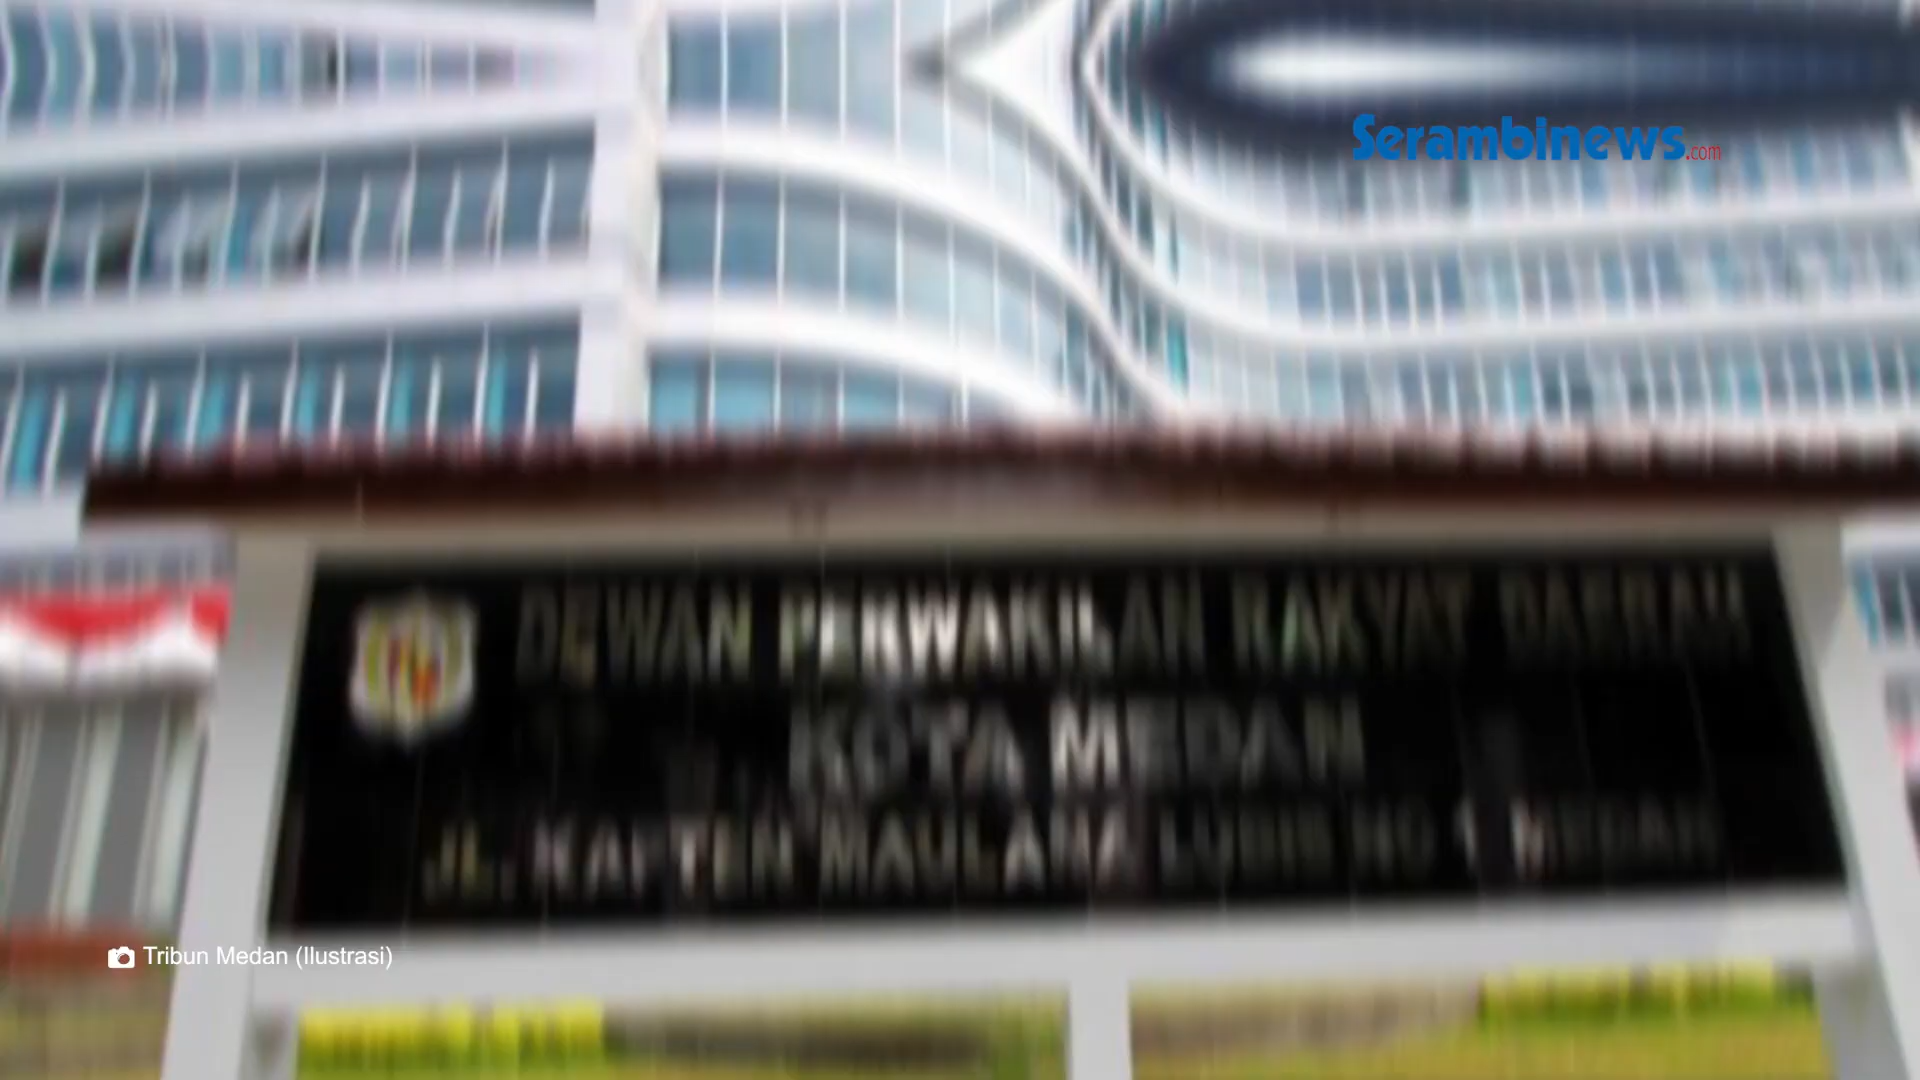 Serambinews.com
DEWAN PERWAKILAN RAKYAT DAERAH
KOTA MEDAN
JL. KAPTEN MAULANA LUBIS NO 1 MEDAN
Tribun Medan (Ilustrasi)